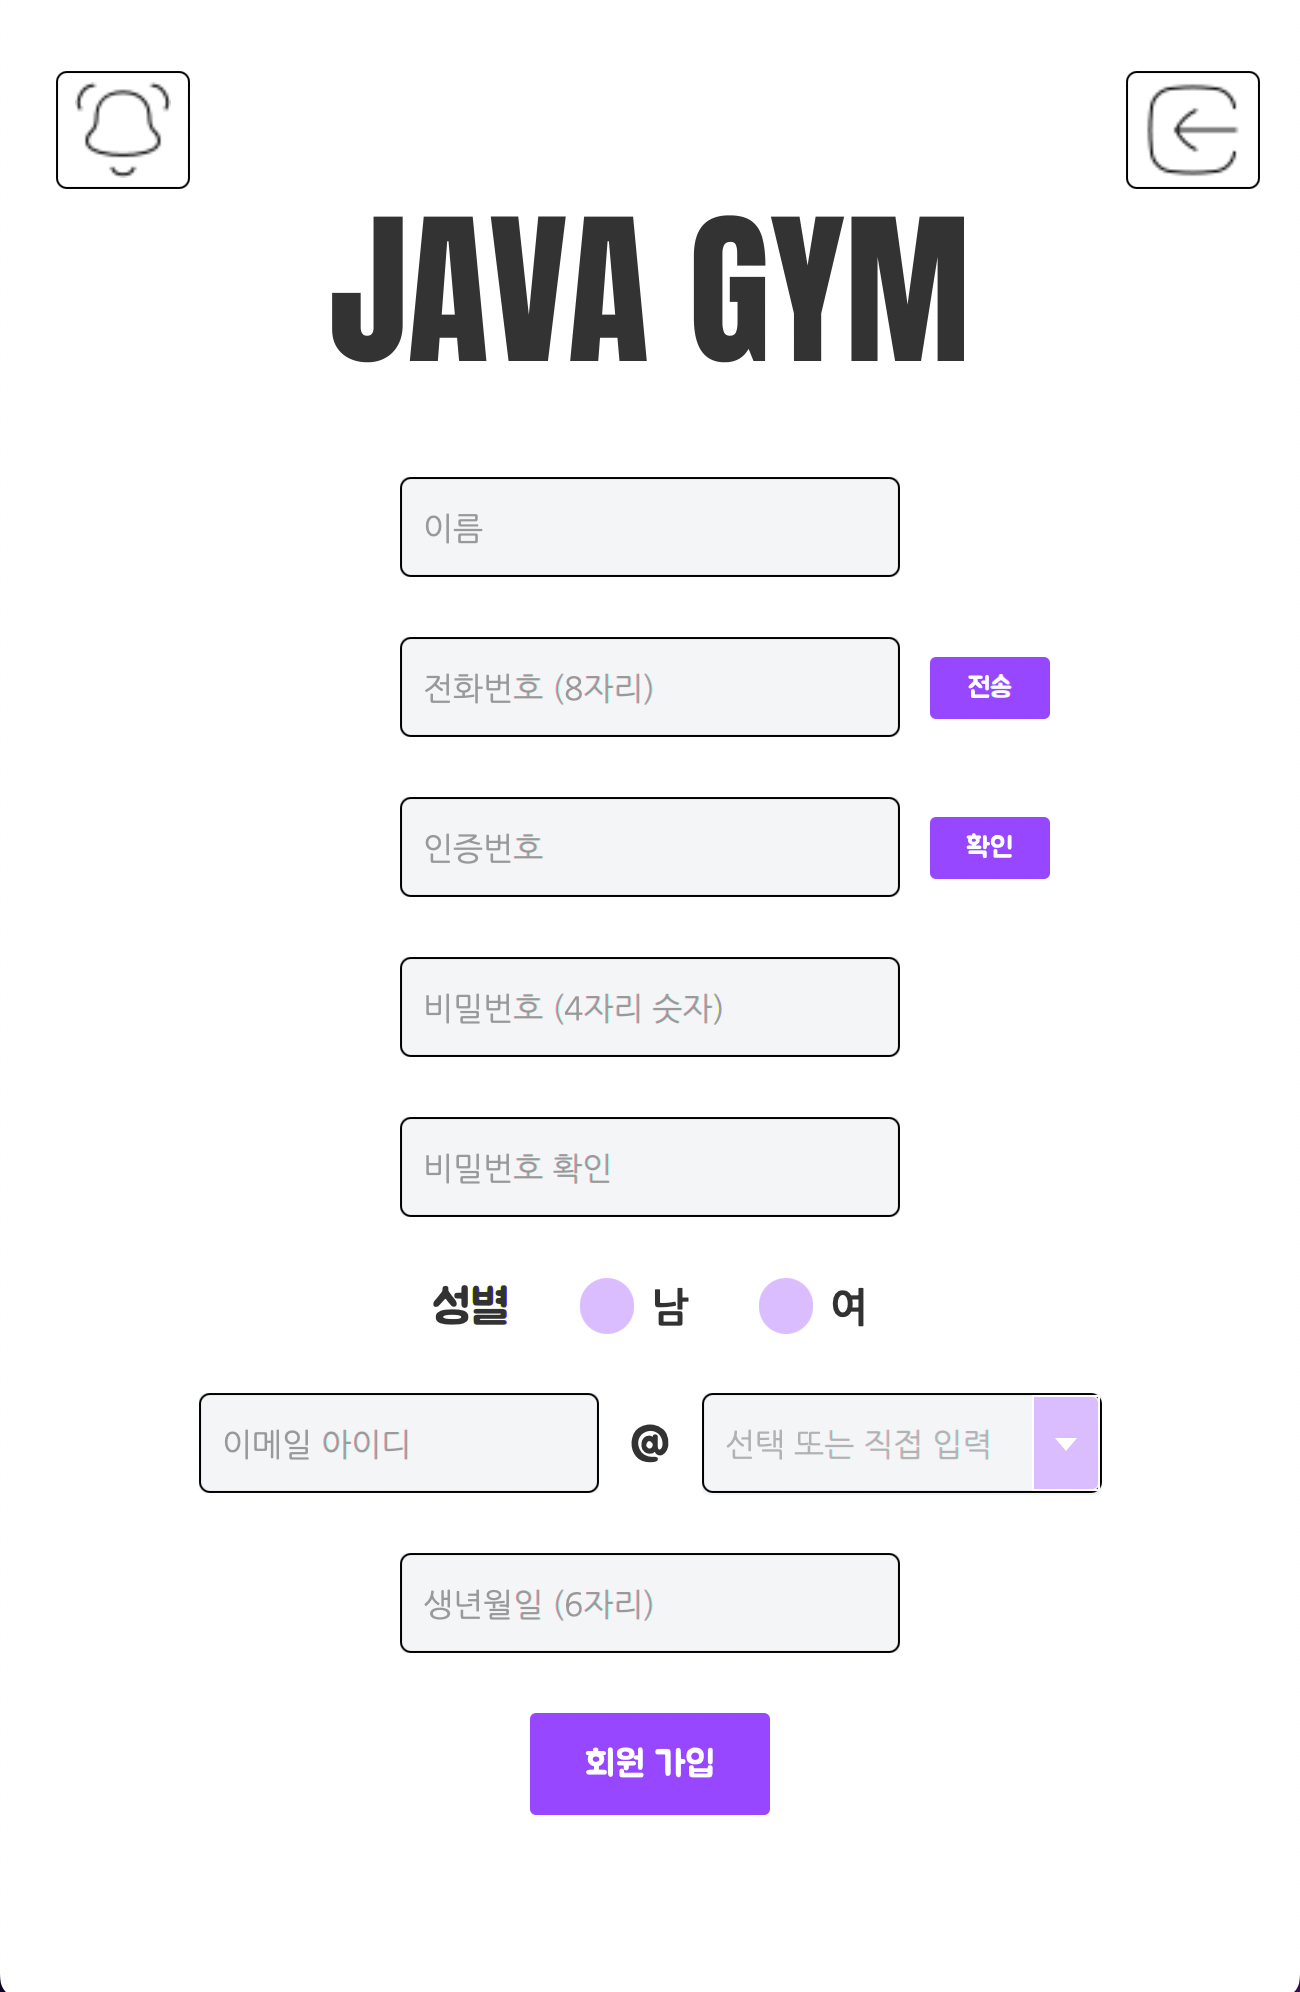 JAVA GYM
이름
전화번호 (8자리)
전송
인증번호
확인
비밀번호 (4자리 숫자)
비밀번호 확인
성별 남 여
이메일 아이디 @ 선택 또는 직접 입력
생년월일 (6자리)
회원 가입